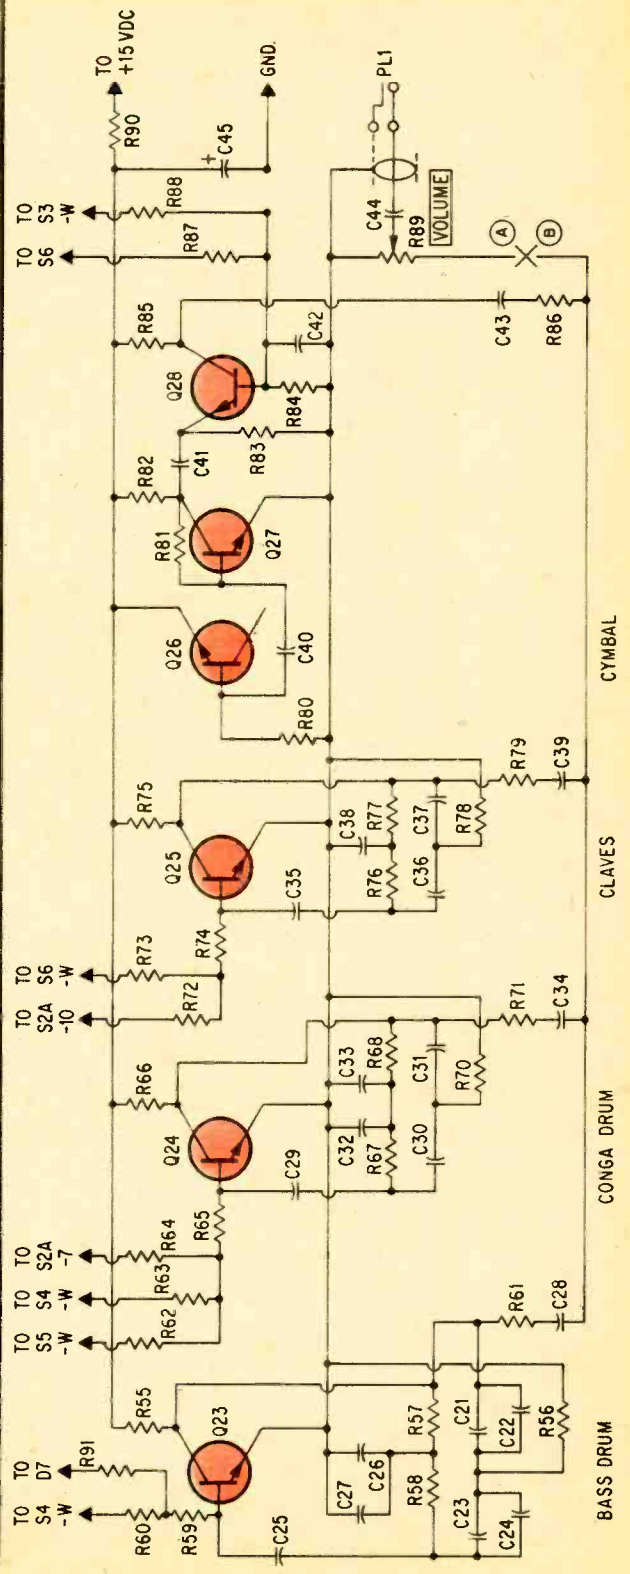 TO
+15 VDC
R90
GND.
PL1
C45
+
TO
S3
-W
R88
TO
S6
R87
C44
R89
VOLUME
A
B
R85
C42
C43
R86
Q28
R84
R83
C41
R82
R81
Q27
Q26
C40
R80
CYMBAL
R75
R79
C39
Q25
C38
R77
C37
R78
R76
C36
C35
R74
CLAVES
TO
S6
-W
R73
TO
S2A
-10
R72
R71
C34
R66
C33
R68
C31
R70
Q24
C32
R67
C30
C29
R65
CONGA DRUM
TO
S2A
-7
R64
TO
S4
-W
R63
TO
S5
-W
R62
R61
C28
R55
Q23
R57
C21
C22
R56
C26
C27
R58
C23
C24
C25
TO
D7
R91
TO
S4
-W
R60
R59
BASS DRUM